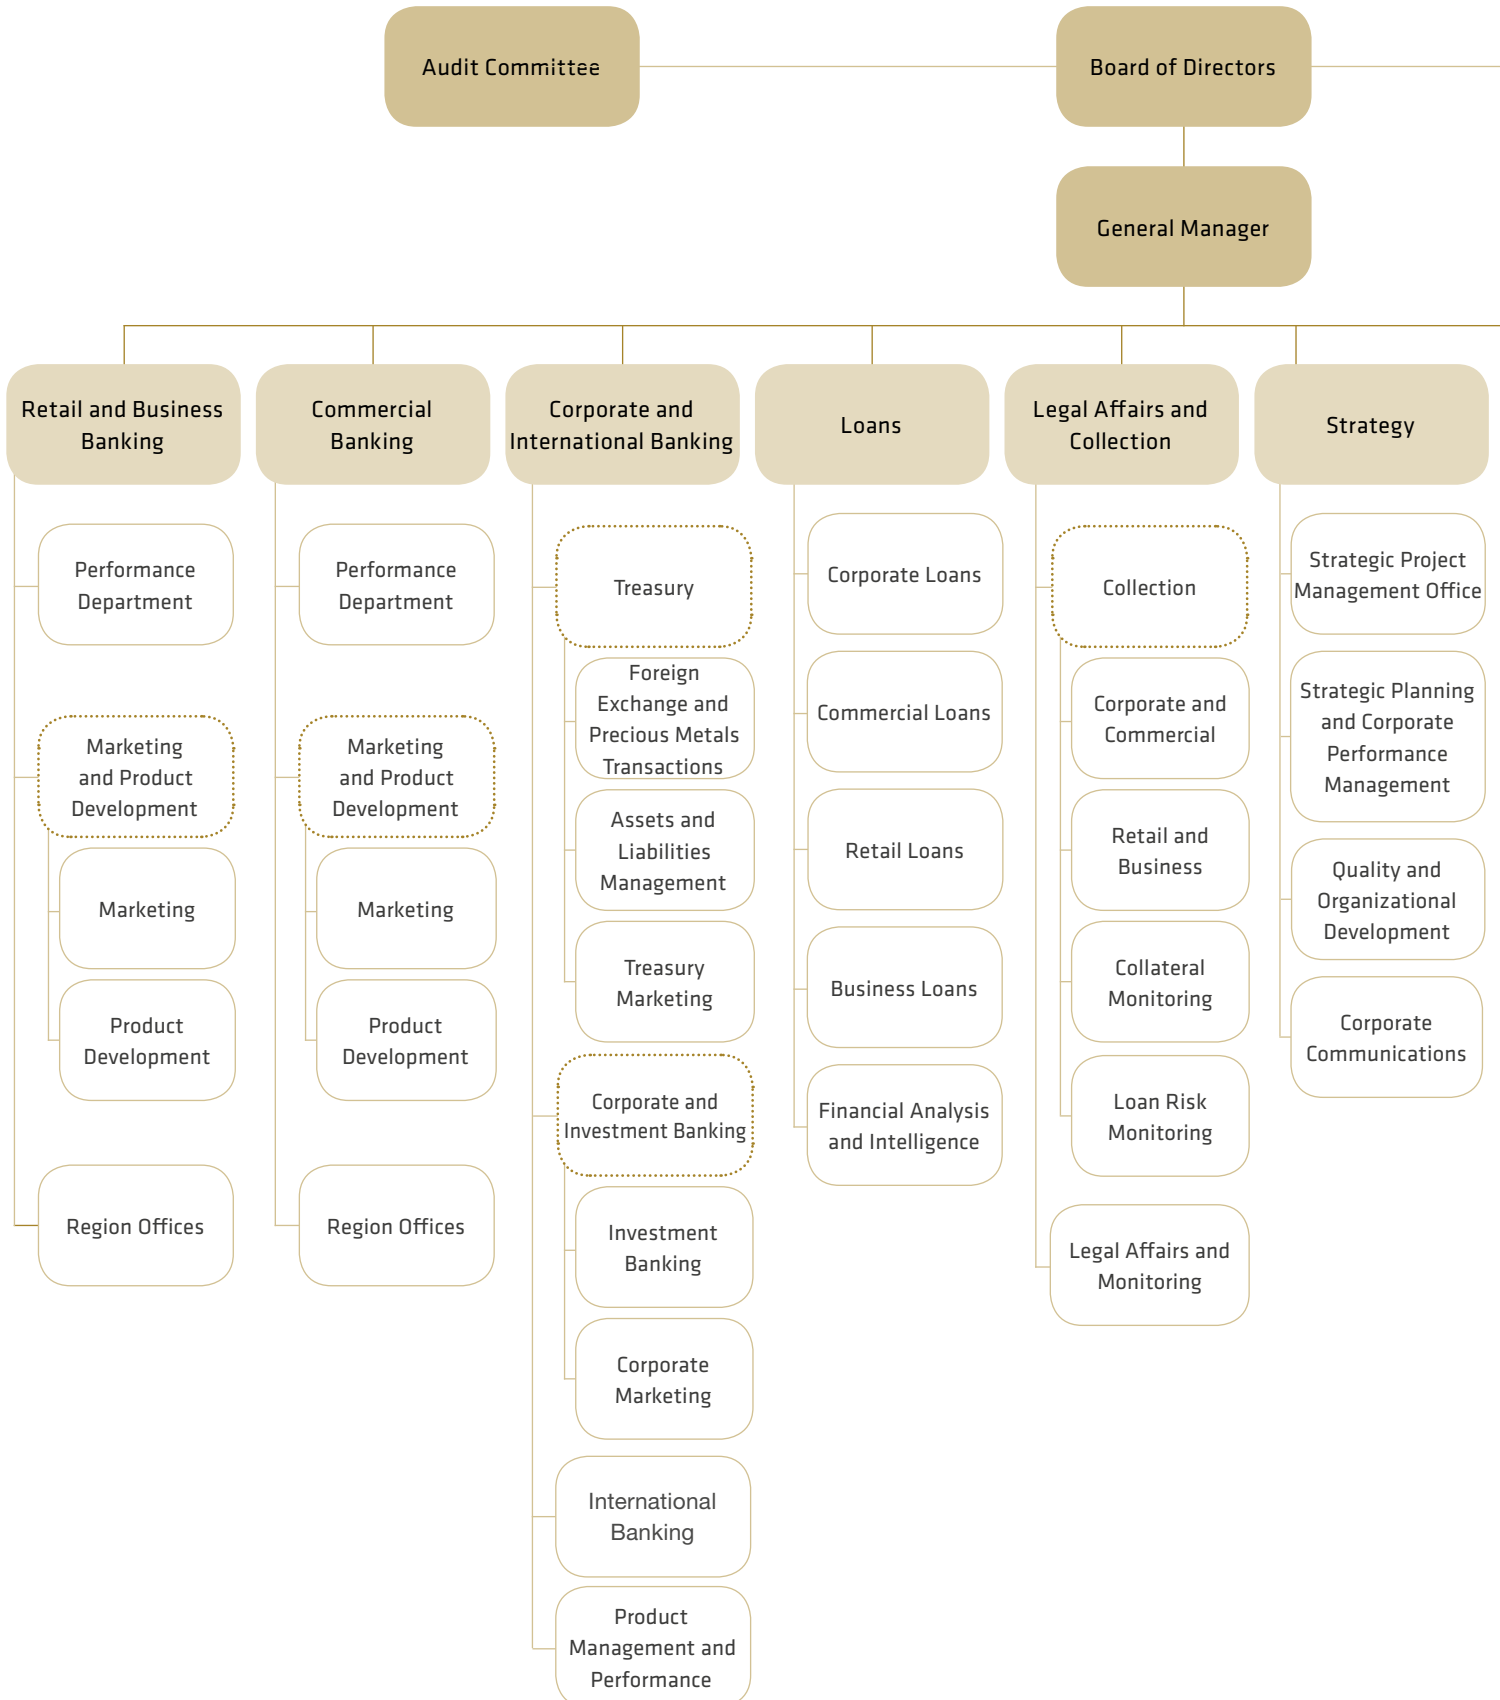 Audit Committee
Board of Directors
General Manager
Retail and Business
Banking
Performance
Department
Marketing
and Product
Development
Marketing
Product
Development
Region Offices
Commercial
Banking
Performance
Department
Marketing
and Product
Development
Marketing
Product
Development
Region Offices
Corporate and
International Banking
Treasury
Foreign
Exchange and
Precious Metals
Transactions
Assets and
Liabilities
Management
Treasury
Marketing
Corporate and
Investment Banking
Investment
Banking
Corporate
Marketing
International
Banking
Product
Management and
Performance
Loans
Corporate Loans
Commercial Loans
Retail Loans
Business Loans
Financial Analysis
and Intelligence
Legal Affairs and
Collection
Collection
Corporate and
Commercial
Retail and
Business
Collateral
Monitoring
Loan Risk
Monitoring
Legal Affairs and
Monitoring
Strategy
Strategic Project
Management Office
Strategic Planning
and Corporate
Performance
Management
Quality and
Organizational
Development
Corporate
Communications